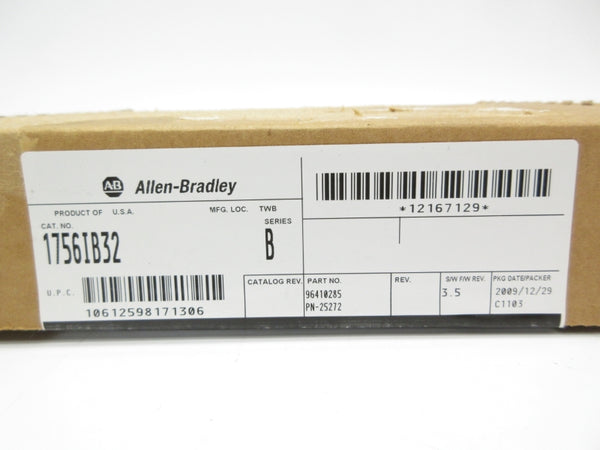 AB Allen-Bradley
*12167129*
PRODUCT OF U.S.A. MFG. LOC. TWB
CAT. NO. SERIES
1756IB32 B
U.P.C.
10612598171306
CATALOG REV. PART NO. REV. S/W F/W REV. PKG DATE/PACKER
96410285 3.5 2009/12/29
PN-25272 C1103